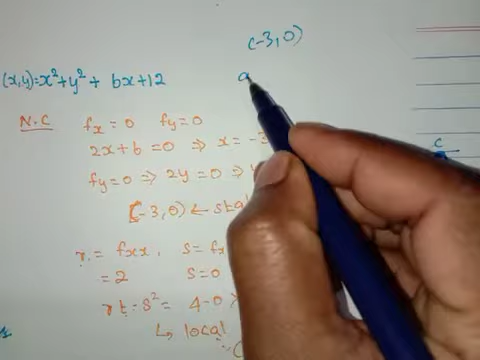 (-3,0)
(x,y)=x²+y²+ bx+12
a
N.C fx=0 fy=0
2x+b=0 ⇒ x=-3
c
fy=0 ⇒ 2y=0 ⇒
(-3,0) ← sta
r = fxx, s = fx
= 2 s=0
rt-s² = 4-0 >
↳ local
∴ (